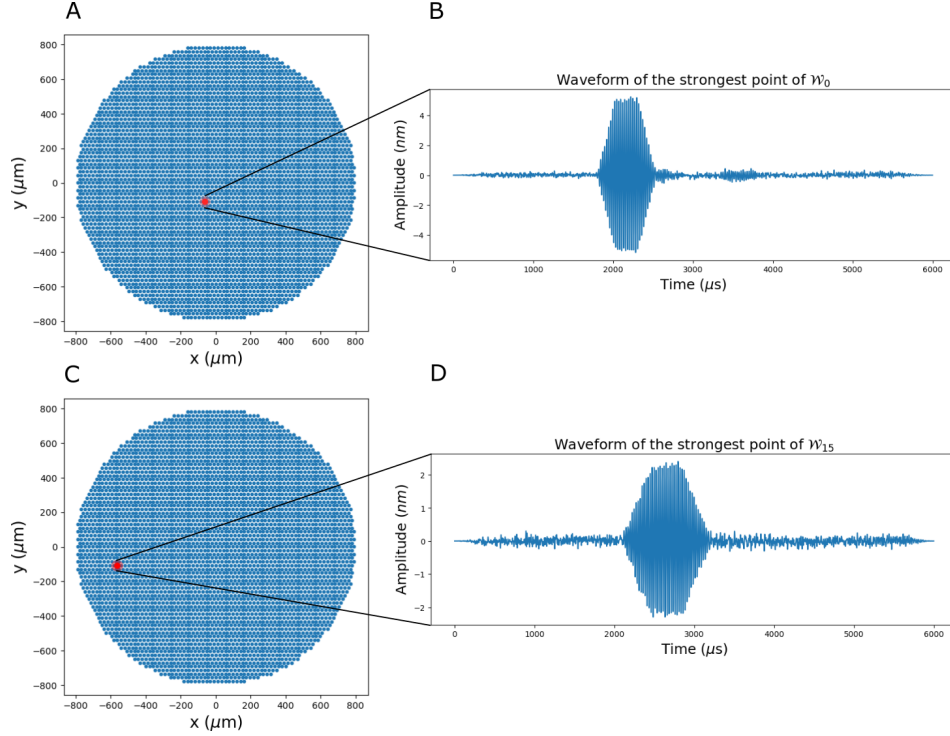 A
B
Waveform of the strongest point of 𝒲₀
800
600
400
200
0
−200
−400
−600
−800
y (μm)
−800 −600 −400 −200 0 200 400 600 800
x (μm)
4
2
0
−2
−4
Amplitude (nm)
0 1000 2000 3000 4000 5000 6000
Time (μs)
C
D
Waveform of the strongest point of 𝒲₁₅
800
600
400
200
0
−200
−400
−600
−800
y (μm)
−800 −600 −400 −200 0 200 400 600 800
x (μm)
2
1
0
−1
−2
Amplitude (nm)
0 1000 2000 3000 4000 5000 6000
Time (μs)